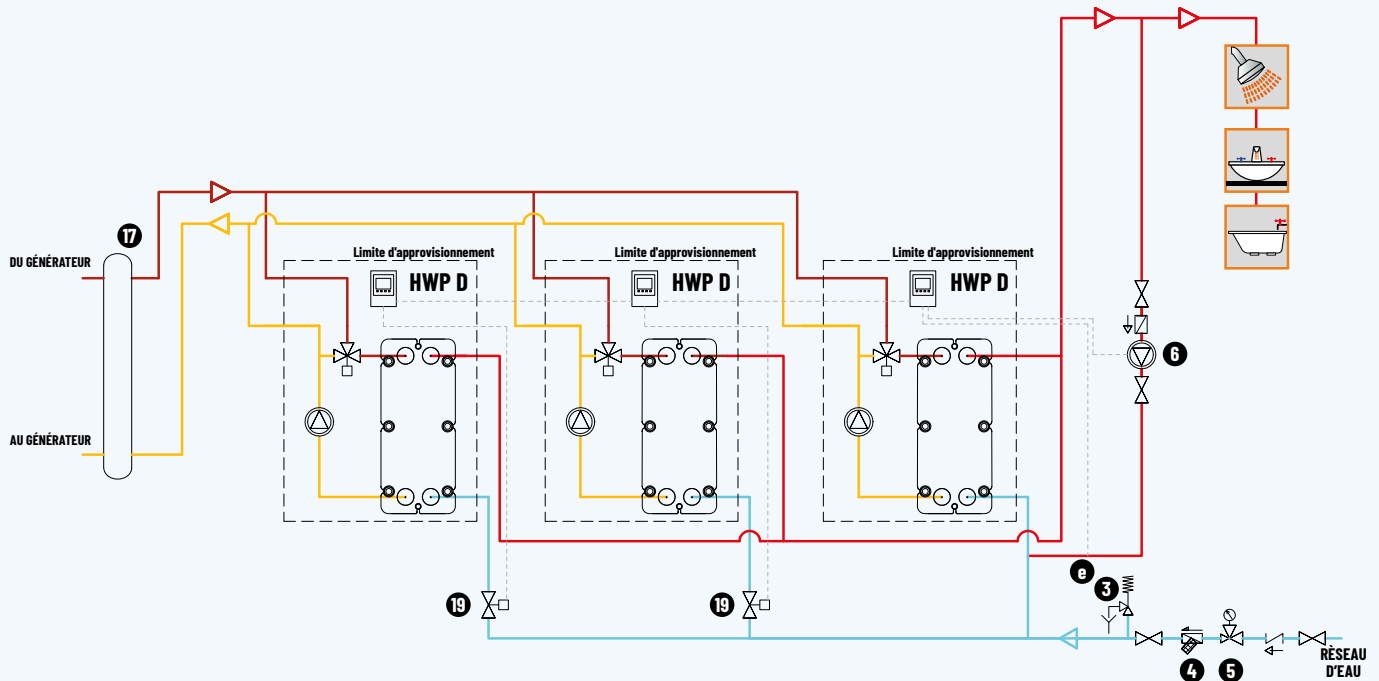 17
DU GÉNÉRATEUR
AU GÉNÉRATEUR
Limite d'approvisionnement
HWP D
Limite d'approvisionnement
HWP D
Limite d'approvisionnement
HWP D
6
19
19
e
3
4
5
RÈSEAU
D'EAU